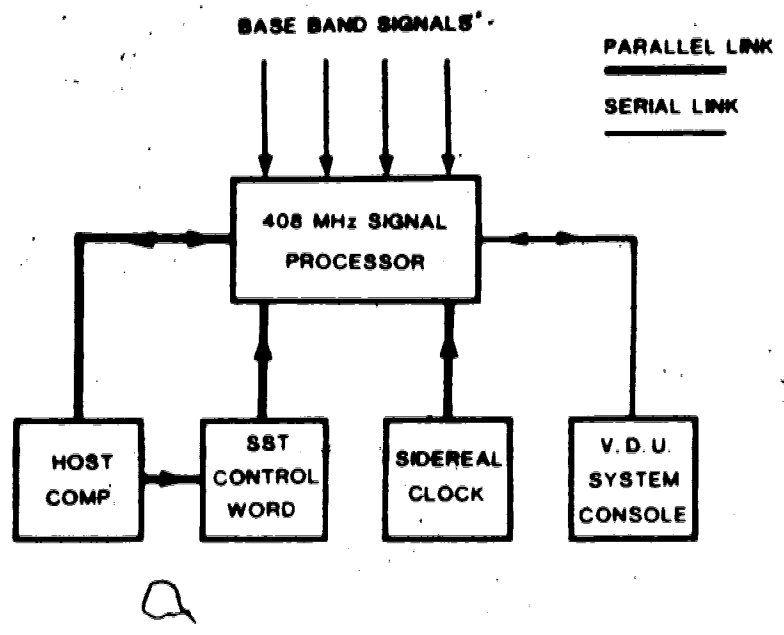 BASE BAND SIGNALS
PARALLEL LINK
SERIAL LINK
408 MHz SIGNAL
PROCESSOR
HOST
COMP.
SST
CONTROL
WORD
SIDEREAL
CLOCK
V. D. U.
SYSTEM
CONSOLE